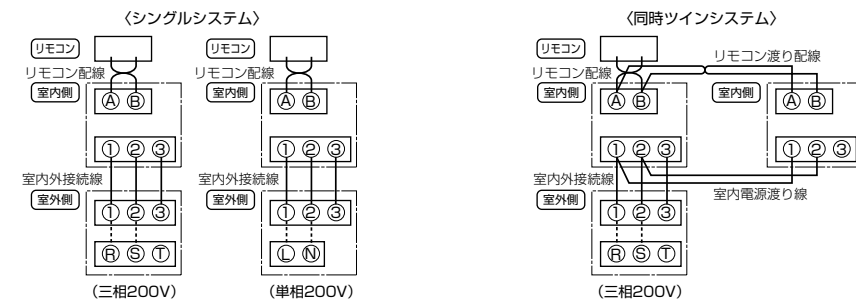 〈シングルシステム〉
リモコン
リモコン配線
室内側
Ⓐ Ⓑ
① ② ③
室内外接続線
室外側
① ② ③
Ⓡ Ⓢ Ⓣ
(三相200V)
リモコン
リモコン配線
室内側
Ⓐ Ⓑ
① ② ③
室内外接続線
室外側
① ② ③
Ⓛ Ⓝ
(単相200V)
〈同時ツインシステム〉
リモコン
リモコン配線
室内側
Ⓐ Ⓑ
① ② ③
リモコン渡り配線
室内側
Ⓐ Ⓑ
① ② ③
室内電源渡り線
室内外接続線
室外側
① ② ③
Ⓡ Ⓢ Ⓣ
(三相200V)